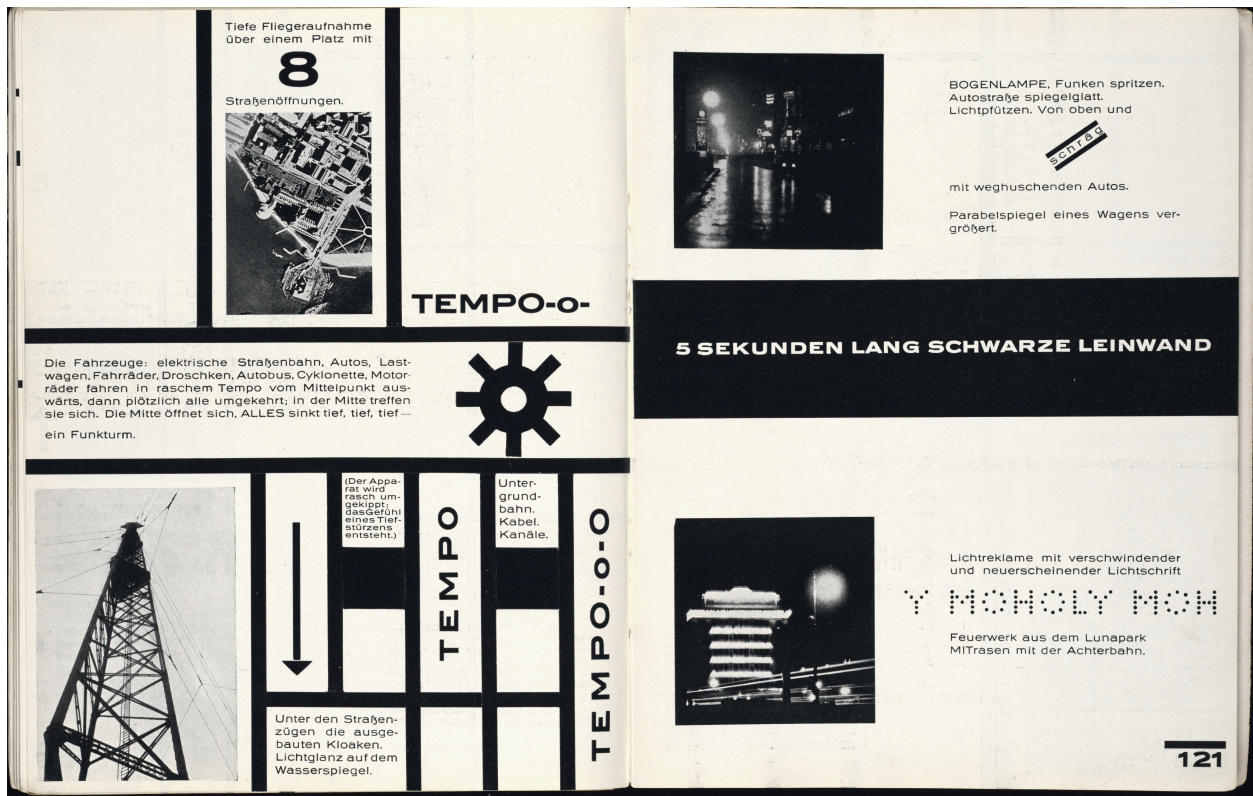 Tiefe Fliegeraufnahme
über einem Platz mit
8
Straßenöffnungen.
TEMPO-o-
Die Fahrzeuge: elektrische Straßenbahn, Autos, Last-
wagen, Fahrräder, Droschken, Autobus, Cyklonette, Motor-
räder fahren in raschem Tempo vom Mittelpunkt aus-
wärts, dann plötzlich alle umgekehrt; in der Mitte treffen
sie sich. Die Mitte öffnet sich, ALLES sinkt tief, tief, tief —
ein Funkturm.
(Der Appa-
rat wird
rasch um-
gekippt;
dasGefühl
einesTief-
stürzens
entsteht.)
TEMPO
Unter-
grund-
bahn.
Kabel.
Kanäle.
TEMPO-o-O
Unter den Straßen-
zügen die ausge-
bauten Kloaken.
Lichtglanz auf dem
Wasserspiegel.
BOGENLAMPE, Funken spritzen.
Autostraße spiegelglatt.
Lichtpfützen. Von oben und
schräg
mit weghuschenden Autos.
Parabelspiegel eines Wagens ver-
größert.
5 SEKUNDEN LANG SCHWARZE LEINWAND
Lichtreklame mit verschwindender
und neuerscheinender Lichtschrift
Y MOHOLY MOH
Feuerwerk aus dem Lunapark
MITrasen mit der Achterbahn.
121